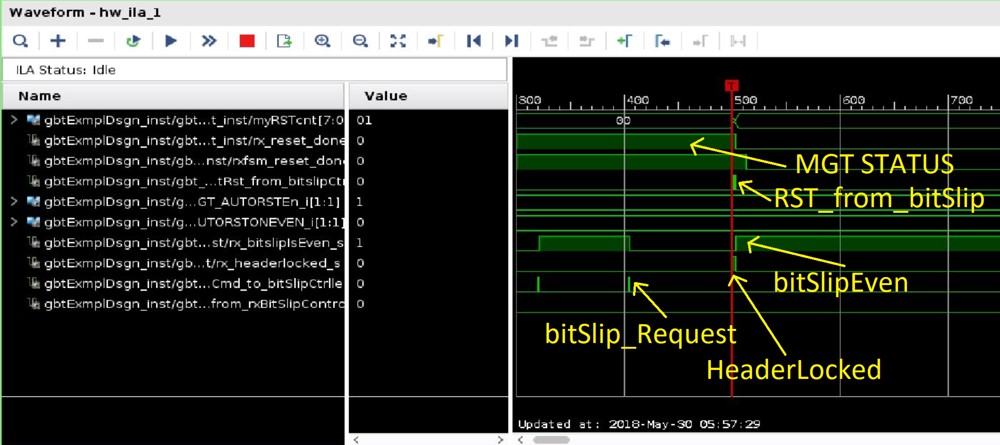 Waveform - hw_ila_1
ILA Status: Idle
Name Value
T
300 400 500 600 700
gbtExmplDsgn_inst/gbt...t_inst/myRSTcnt[7:0 01 00
gbtExmplDsgn_inst/gbt...t_inst/rx_reset_done 0
gbtExmplDsgn_inst/gb...nst/rxfsm_reset_done 0
MGT STATUS
gbtExmplDsgn_inst/gbt_...tRst_from_bitslipCtr 0
RST_from_bitSlip
gbtExmplDsgn_inst/g...GT_AUTORSTEn_i[1:1] 1
gbtExmplDsgn_inst/g...UTORSTONEVEN_i[1:1] 0
gbtExmplDsgn_inst/gbt...st/rx_bitslipIsEven_s 1
gbtExmplDsgn_inst/gb...t/rx_headerlocked_s 0
gbtExmplDsgn_inst/gbt...Cmd_to_bitSlipCtrlle 0
bitSlipEven
gbtExmplDsgn_inst/gbt...from_rxBitSlipContro 0
bitSlip_Request
HeaderLocked
Updated at: 2018-May-30 05:57:29